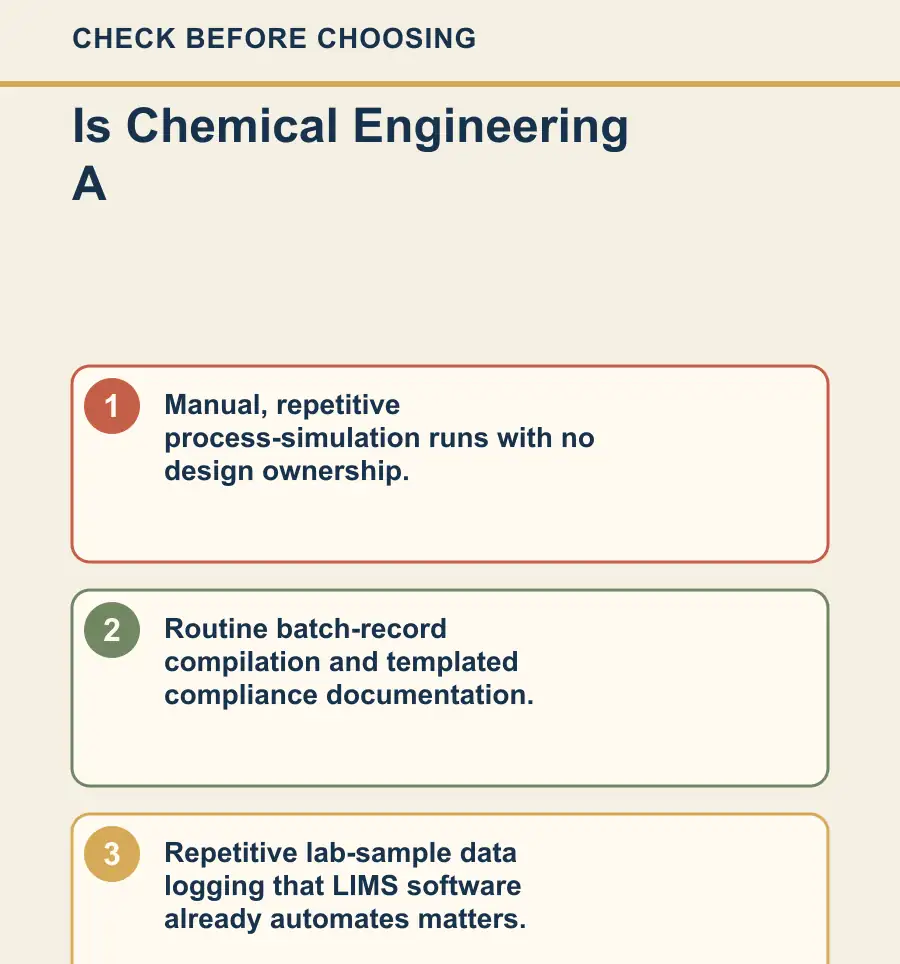 CHECK BEFORE CHOOSING
Is Chemical Engineering
A
1
Manual, repetitive
process-simulation runs with no
design ownership.
2
Routine batch-record
compilation and templated
compliance documentation.
3
Repetitive lab-sample data
logging that LIMS software
already automates matters.